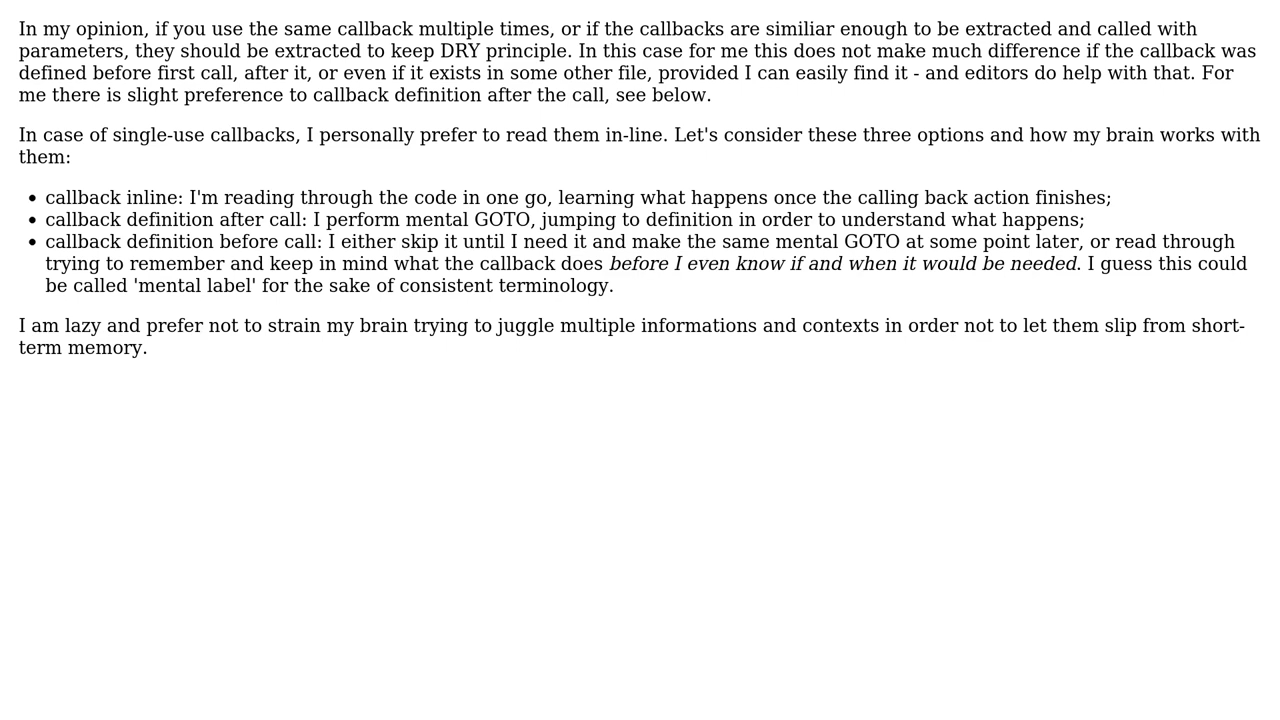 In my opinion, if you use the same callback multiple times, or if the callbacks are similiar enough to be extracted and called with
parameters, they should be extracted to keep DRY principle. In this case for me this does not make much difference if the callback was
defined before first call, after it, or even if it exists in some other file, provided I can easily find it - and editors do help with that. For
me there is slight preference to callback definition after the call, see below.
In case of single-use callbacks, I personally prefer to read them in-line. Let's consider these three options and how my brain works with
them:
• callback inline: I'm reading through the code in one go, learning what happens once the calling back action finishes;
• callback definition after call: I perform mental GOTO, jumping to definition in order to understand what happens;
• callback definition before call: I either skip it until I need it and make the same mental GOTO at some point later, or read through
trying to remember and keep in mind what the callback does before I even know if and when it would be needed. I guess this could
be called 'mental label' for the sake of consistent terminology.
I am lazy and prefer not to strain my brain trying to juggle multiple informations and contexts in order not to let them slip from short-
term memory.